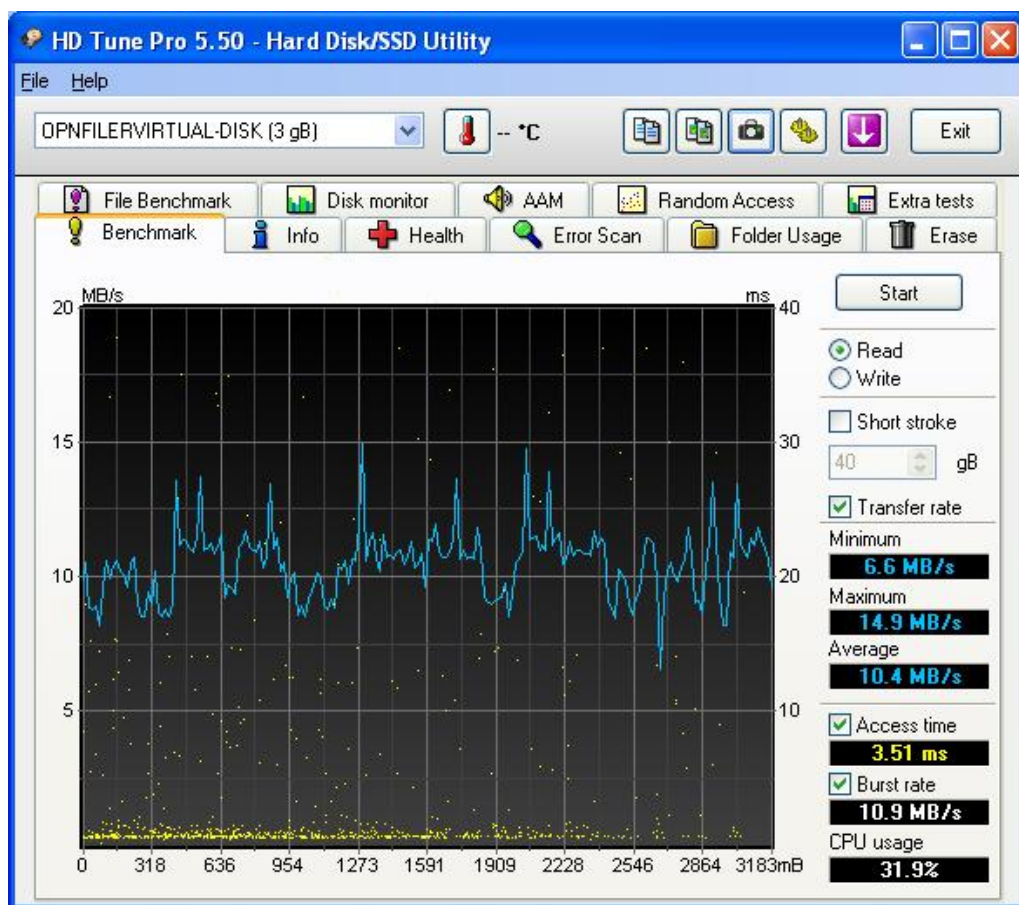 HD Tune Pro 5.50 - Hard Disk/SSD Utility
File Help
OPNFILERVIRTUAL-DISK (3 gB) -- °C Exit
File Benchmark Disk monitor AAM Random Access Extra tests
Benchmark Info Health Error Scan Folder Usage Erase
MB/s ms Start
20 40
Read
Write
15 30
Short stroke
40 gB
Transfer rate
Minimum
10 20
6.6 MB/s
Maximum
14.9 MB/s
Average
10.4 MB/s
5 10
Access time
3.51 ms
Burst rate
10.9 MB/s
CPU usage
0 318 636 954 1273 1591 1909 2228 2546 2864 3183mB
31.9%